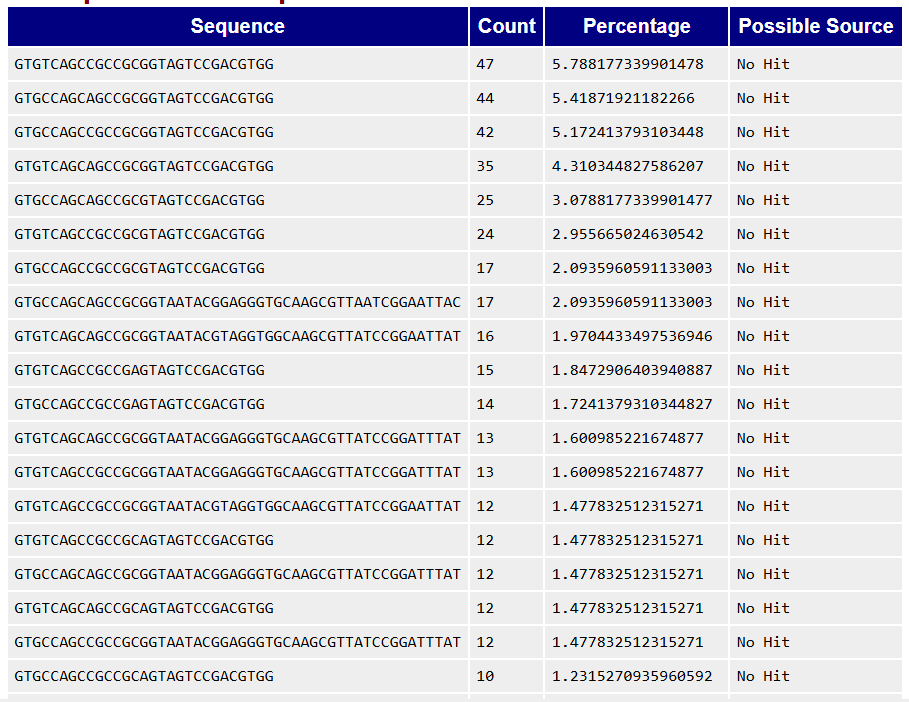 Sequence Count Percentage Possible Source
GTGTCAGCCGCCGCGGTAGTCCGACGTGG 47 5.788177339901478 No Hit
GTGCCAGCAGCCGCGGTAGTCCGACGTGG 44 5.41871921182266 No Hit
GTGCCAGCCGCCGCGGTAGTCCGACGTGG 42 5.172413793103448 No Hit
GTGTCAGCAGCCGCGGTAGTCCGACGTGG 35 4.310344827586207 No Hit
GTGCCAGCAGCCGCGTAGTCCGACGTGG 25 3.0788177339901477 No Hit
GTGTCAGCCGCCGCGTAGTCCGACGTGG 24 2.955665024630542 No Hit
GTGCCAGCCGCCGCGTAGTCCGACGTGG 17 2.0935960591133003 No Hit
GTGCCAGCAGCCGCGGTAATACGGAGGGTGCAAGCGTTAATCGGAATTAC 17 2.0935960591133003 No Hit
GTGTCAGCAGCCGCGGTAATACGTAGGTGGCAAGCGTTATCCGGAATTAT 16 1.9704433497536946 No Hit
GTGTCAGCCGCCGAGTAGTCCGACGTGG 15 1.8472906403940887 No Hit
GTGCCAGCCGCCGAGTAGTCCGACGTGG 14 1.7241379310344827 No Hit
GTGTCAGCAGCCGCGGTAATACGGAGGGTGCAAGCGTTATCCGGATTTAT 13 1.600985221674877 No Hit
GTGTCAGCCGCCGCGGTAATACGGAGGGTGCAAGCGTTATCCGGATTTAT 13 1.600985221674877 No Hit
GTGTCAGCCGCCGCGGTAATACGTAGGTGGCAAGCGTTATCCGGAATTAT 12 1.477832512315271 No Hit
GTGTCAGCCGCCGCAGTAGTCCGACGTGG 12 1.477832512315271 No Hit
GTGCCAGCAGCCGCGGTAATACGGAGGGTGCAAGCGTTATCCGGATTTAT 12 1.477832512315271 No Hit
GTGTCAGCAGCCGCAGTAGTCCGACGTGG 12 1.477832512315271 No Hit
GTGCCAGCCGCCGCGGTAATACGGAGGGTGCAAGCGTTATCCGGATTTAT 12 1.477832512315271 No Hit
GTGCCAGCCGCCGCAGTAGTCCGACGTGG 10 1.2315270935960592 No Hit